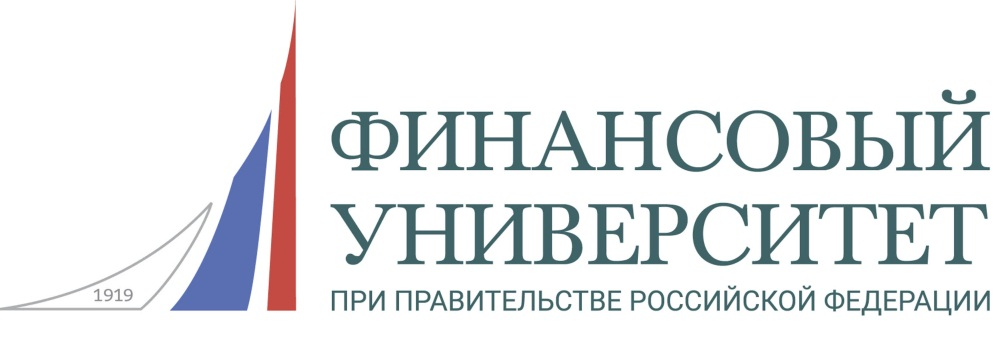 1919
ФИНАНСОВЫЙ
УНИВЕРСИТЕТ
ПРИ ПРАВИТЕЛЬСТВЕ РОССИЙСКОЙ ФЕДЕРАЦИИ